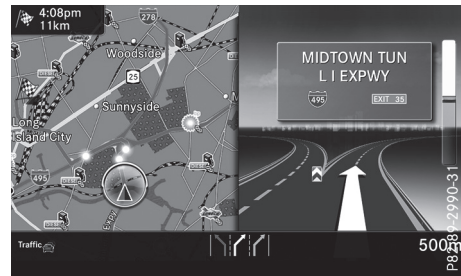 4:08pm
11km
278
Woodside
25
Sunnyside
Long
Island City
495
Expy
MIDTOWN TUN
L I EXPWY
495
EXIT 35
Traffic
500m
P82.89-2990-31